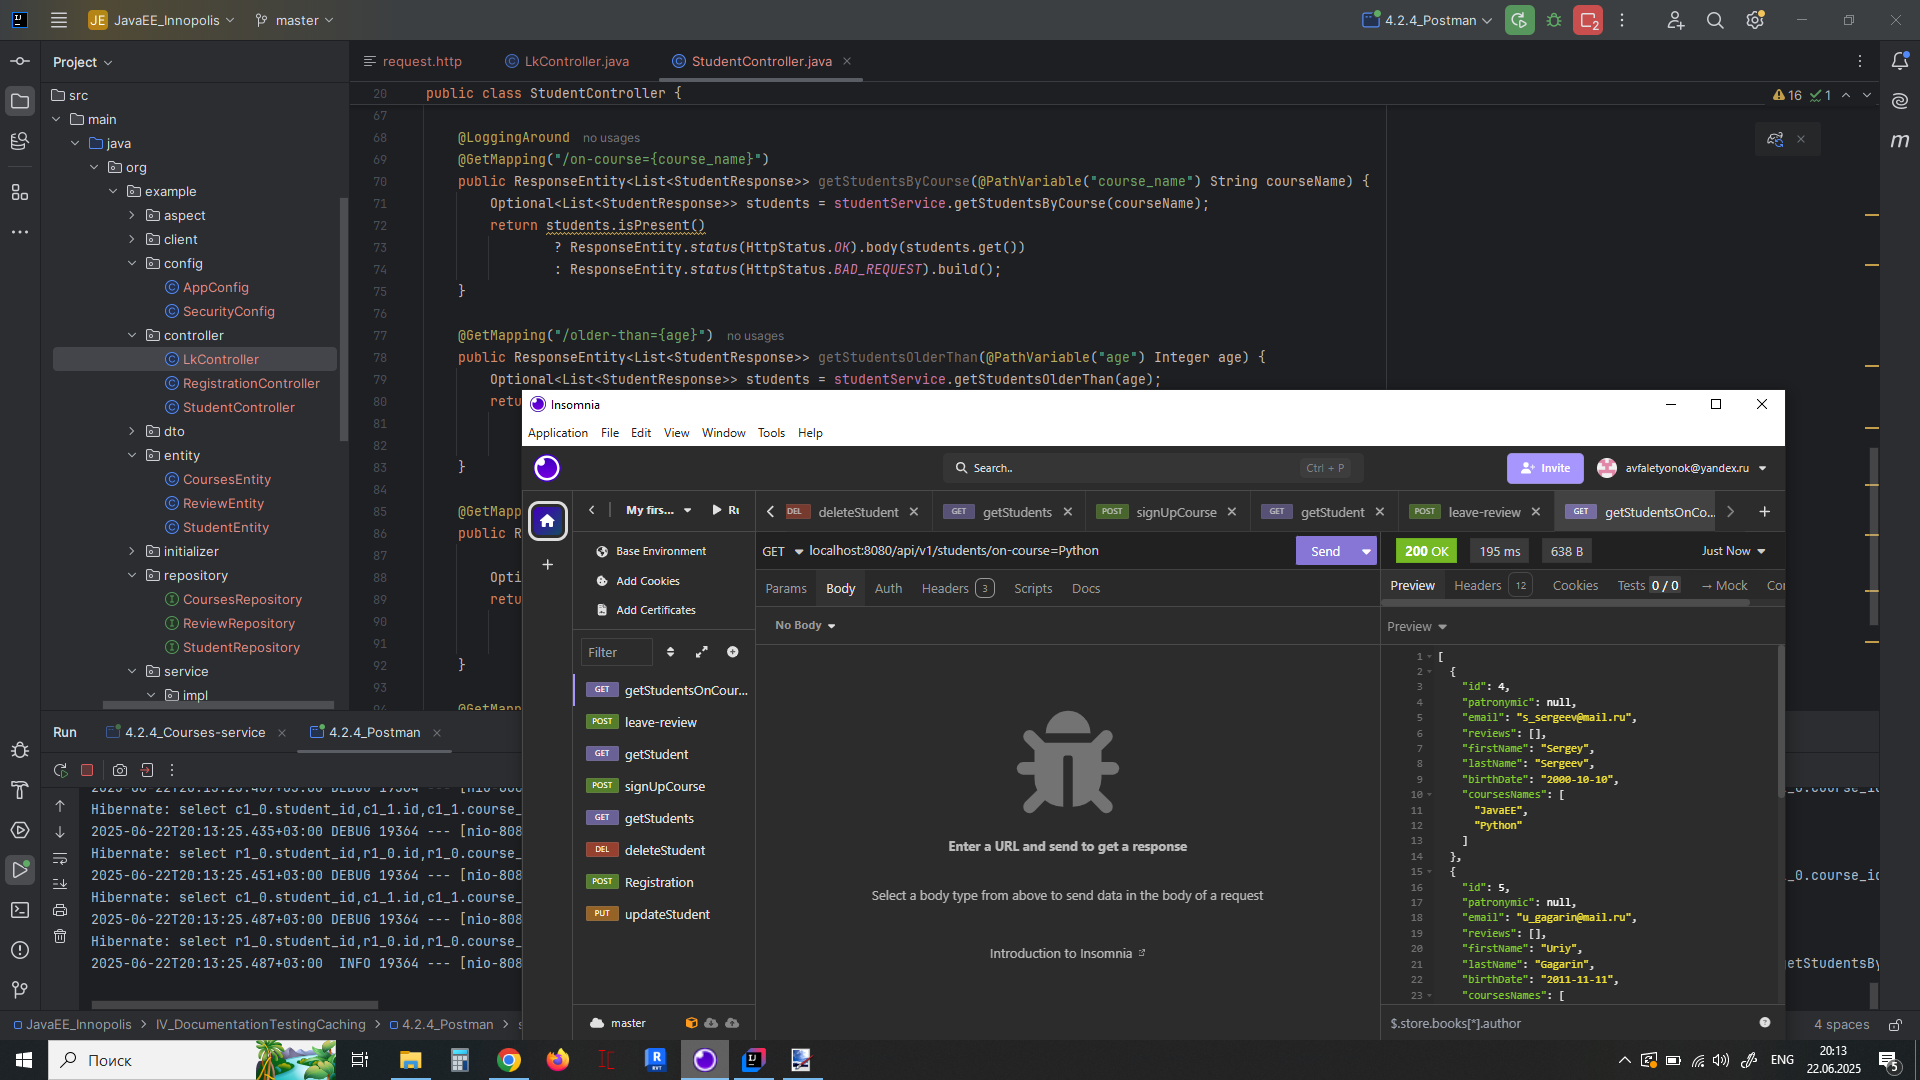 JE JavaEE_Innopolis master 4.2.4_Postman 2
Project
src
main
java
org
example
aspect
client
config
AppConfig
SecurityConfig
controller
LkController
RegistrationController
StudentController
dto
entity
CoursesEntity
ReviewEntity
StudentEntity
initializer
repository
CoursesRepository
ReviewRepository
StudentRepository
service
impl
request.http LkController.java StudentController.java
20 public class StudentController {
16 1
67
68 @LoggingAround no usages
69 @GetMapping("/on-course={course_name}")
70 public ResponseEntity<List<StudentResponse>> getStudentsByCourse(@PathVariable("course_name") String courseName) {
71 Optional<List<StudentResponse>> students = studentService.getStudentsByCourse(courseName);
72 return students.isPresent()
73 ? ResponseEntity.status(HttpStatus.OK).body(students.get())
74 : ResponseEntity.status(HttpStatus.BAD_REQUEST).build();
75 }
76
77 @GetMapping("/older-than={age}") no usages
78 public ResponseEntity<List<StudentResponse>> getStudentsOlderThan(@PathVariable("age") Integer age) {
79 Optional<List<StudentResponse>> students = studentService.getStudentsOlderThan(age);
80 retu
81
82
83 }
84
85 @GetMa
86 public R
87
88 Opti
89 retu
90
91
92 }
93
m
Insomnia
Application File Edit View Window Tools Help
Search.. Ctrl + P
Invite
avfaletyonok@yandex.ru
My firs... Ru
DEL deleteStudent GET getStudents POST signUpCourse GET getStudent POST leave-review GET getStudentsOnCo...
Base Environment
Add Cookies
Add Certificates
Filter
GET getStudentsOnCour...
POST leave-review
GET getStudent
POST signUpCourse
GET getStudents
DEL deleteStudent
POST Registration
PUT updateStudent
master
GET localhost:8080/api/v1/students/on-course=Python Send
200 OK 195 ms 638 B Just Now
Params Body Auth Headers 3 Scripts Docs
No Body
Enter a URL and send to get a response
Select a body type from above to send data in the body of a request
Introduction to Insomnia
Preview Headers 12 Cookies Tests 0 / 0 → Mock Co
Preview
1 [
2 {
3 "id": 4,
4 "patronymic": null,
5 "email": "s_sergeev@mail.ru",
6 "reviews": [],
7 "firstName": "Sergey",
8 "lastName": "Sergeev",
9 "birthDate": "2000-10-10",
10 "coursesNames": [
11 "JavaEE",
12 "Python"
13 ]
14 },
15 {
16 "id": 5,
17 "patronymic": null,
18 "email": "u_gagarin@mail.ru",
19 "reviews": [],
20 "firstName": "Uriy",
21 "lastName": "Gagarin",
22 "birthDate": "2011-11-11",
23 "coursesNames": [
$.store.books[*].author
Run 4.2.4_Courses-service 4.2.4_Postman
Hibernate: select c1_0.student_id,c1_1.id,c1_1.course_
2025-06-22T20:13:25.435+03:00 DEBUG 19364 --- [nio-808
Hibernate: select r1_0.student_id,r1_0.id,r1_0.course_
2025-06-22T20:13:25.451+03:00 DEBUG 19364 --- [nio-808
Hibernate: select c1_0.student_id,c1_1.id,c1_1.course_
2025-06-22T20:13:25.487+03:00 DEBUG 19364 --- [nio-808
Hibernate: select r1_0.student_id,r1_0.id,r1_0.course_
2025-06-22T20:13:25.487+03:00 INFO 19364 --- [nio-808
JavaEE_Innopolis IV_DocumentationTestingCaching 4.2.4_Postman s
4 spaces
Поиск
ENG
20:13
22.06.2025
5